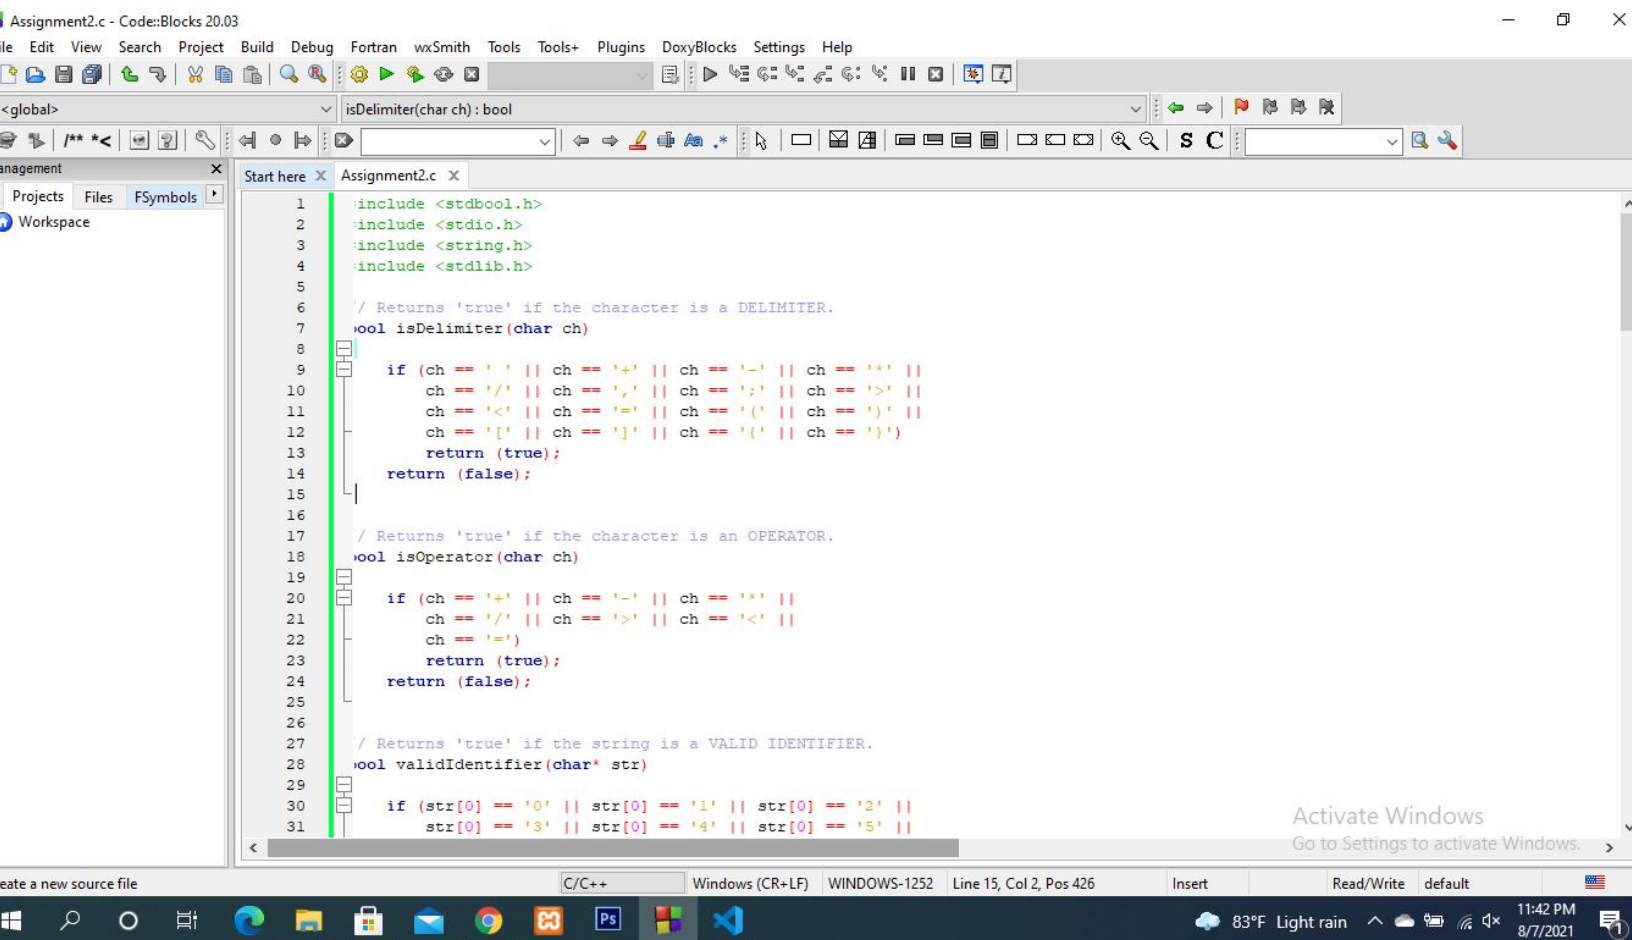 Assignment2.c - Code::Blocks 20.03
ile Edit View Search Project Build Debug Fortran wxSmith Tools Tools+ Plugins DoxyBlocks Settings Help
<global> isDelimiter(char ch) : bool
/** *< Aa .* S C
anagement
Start here Assignment2.c
Projects Files FSymbols
Workspace
1 include <stdbool.h>
2 include <stdio.h>
3 include <string.h>
4 include <stdlib.h>
5
6 / Returns 'true' if the character is a DELIMITER.
7 ool isDelimiter(char ch)
8
9 if (ch == ' ' || ch == '+' || ch == '-' || ch == '*' ||
10 ch == '/' || ch == ',' || ch == ';' || ch == '>' ||
11 ch == '<' || ch == '=' || ch == '(' || ch == ')' ||
12 ch == '[' || ch == ']' || ch == '{' || ch == '}')
13 return (true);
14 return (false);
15
16
17 / Returns 'true' if the character is an OPERATOR.
18 ool isOperator(char ch)
19
20 if (ch == '+' || ch == '-' || ch == '*' ||
21 ch == '/' || ch == '>' || ch == '<' ||
22 ch == '=')
23 return (true);
24 return (false);
25
26
27 / Returns 'true' if the string is a VALID IDENTIFIER.
28 ool validIdentifier(char* str)
29
30 if (str[0] == '0' || str[0] == '1' || str[0] == '2' ||
31 str[0] == '3' || str[0] == '4' || str[0] == '5' ||
Activate Windows
Go to Settings to activate Windows.
eate a new source file C/C++ Windows (CR+LF) WINDOWS-1252 Line 15, Col 2, Pos 426 Insert Read/Write default
Ps 83°F Light rain 11:42 PM
8/7/2021 1